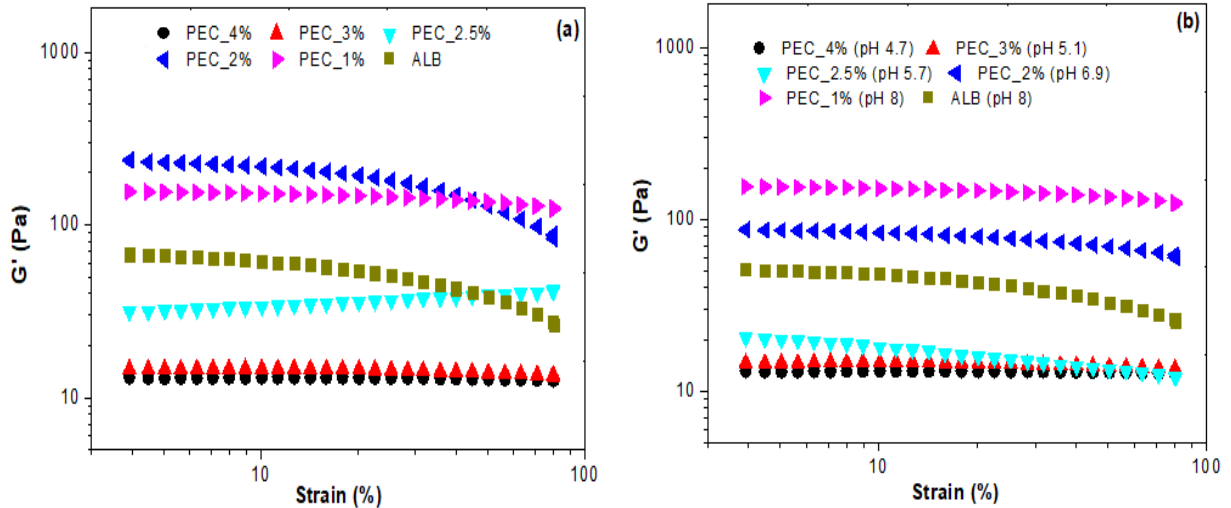 (a)
PEC_4% PEC_3% PEC_2.5%
PEC_2% PEC_1% ALB
1000
100
10
G' (Pa)
10 100
Strain (%)
(b)
PEC_4% (pH 4.7) PEC_3% (pH 5.1)
PEC_2.5% (pH 5.7) PEC_2% (pH 6.9)
PEC_1% (pH 8) ALB (pH 8)
1000
100
10
G' (Pa)
10 100
Strain (%)